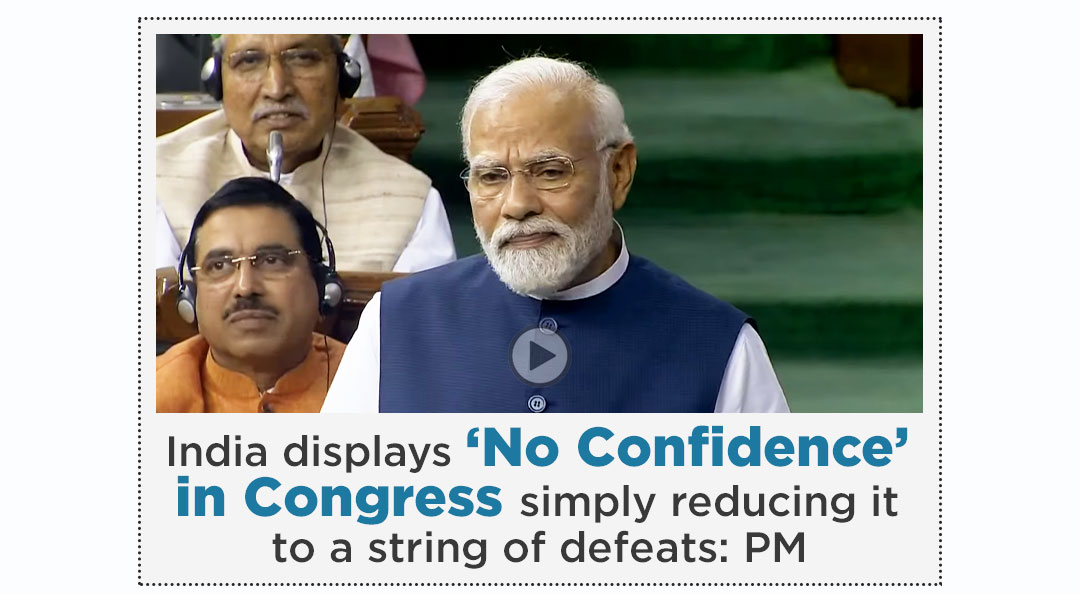 India displays ‘No Confidence’
in Congress simply reducing it
to a string of defeats: PM